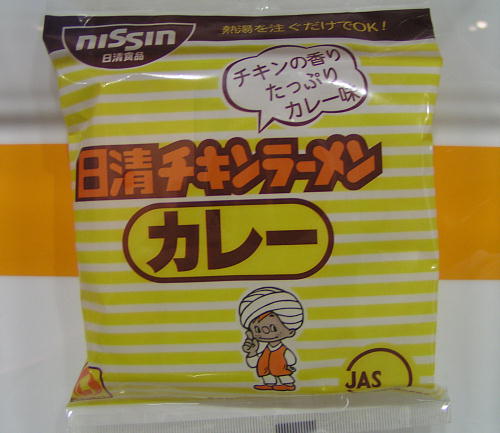 NISSIN
日清食品
熱湯を注ぐだけでOK!
チキンの香り
たっぷり
カレー味
日清チキンラーメン
カレー
JAS